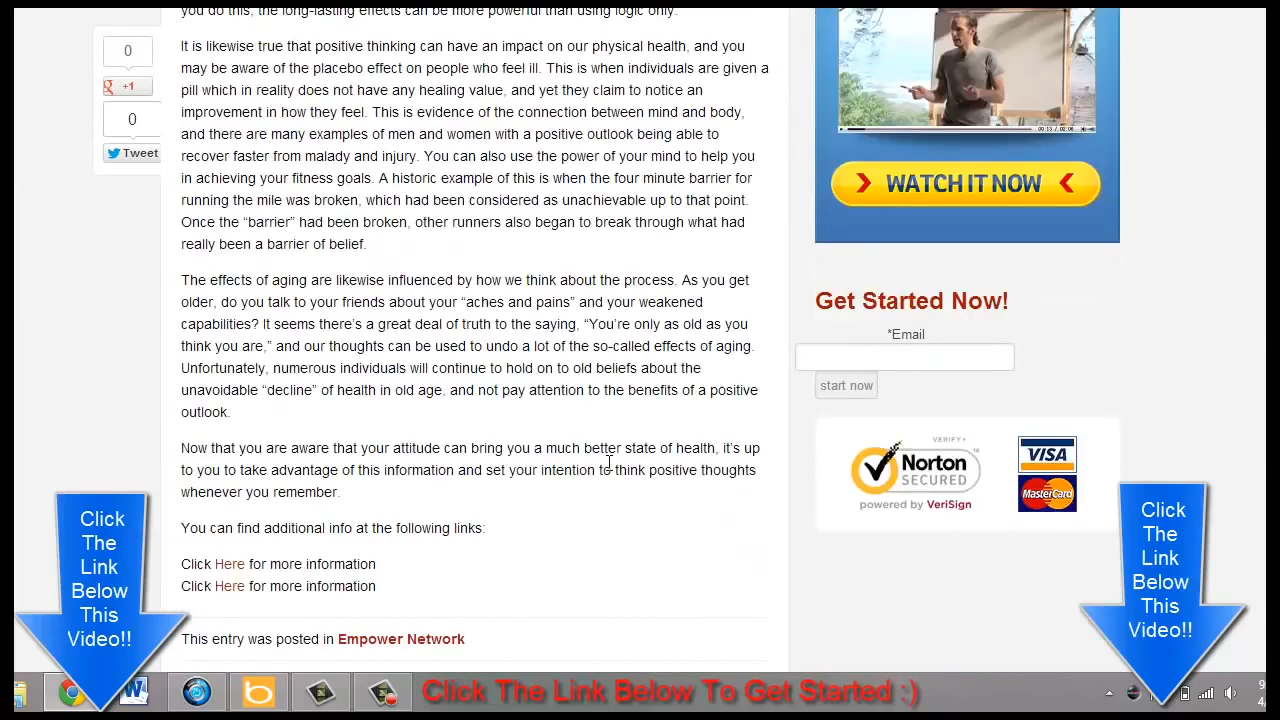 you do this, the long-lasting effects can be more powerful than using logic only.
It is likewise true that positive thinking can have an impact on our physical health, and you
may be aware of the placebo effect on people who feel ill. This is when individuals are given a
pill which in reality does not have any healing value, and yet they claim to notice an
improvement in how they feel. This is evidence of the connection between mind and body,
and there are many examples of men and women with a positive outlook being able to
recover faster from malady and injury. You can also use the power of your mind to help you
in achieving your fitness goals. A historic example of this is when the four minute barrier for
running the mile was broken, which had been considered as unachievable up to that point.
Once the “barrier” had been broken, other runners also began to break through what had
really been a barrier of belief.
The effects of aging are likewise influenced by how we think about the process. As you get
older, do you talk to your friends about your “aches and pains” and your weakened
capabilities? It seems there’s a great deal of truth to the saying, “You’re only as old as you
think you are,” and our thoughts can be used to undo a lot of the so-called effects of aging.
Unfortunately, numerous individuals will continue to hold on to old beliefs about the
unavoidable “decline” of health in old age, and not pay attention to the benefits of a positive
outlook.
Now that you are aware that your attitude can bring you a much better state of health, it’s up
to you to take advantage of this information and set your intention to think positive thoughts
whenever you remember.
You can find additional info at the following links:
Click Here for more information
Click Here for more information
This entry was posted in Empower Network
0
g +1
0
Tweet
00:13 / 02:06
WATCH IT NOW
Get Started Now!
*Email
start now
VERIFY+
Norton
SECURED
powered by VeriSign
VISA
MasterCard
Click
The
Link
Below
This
Video!!
Click
The
Link
Below
This
Video!!
W
b
Click The Link Below To Get Started :)
9
4/